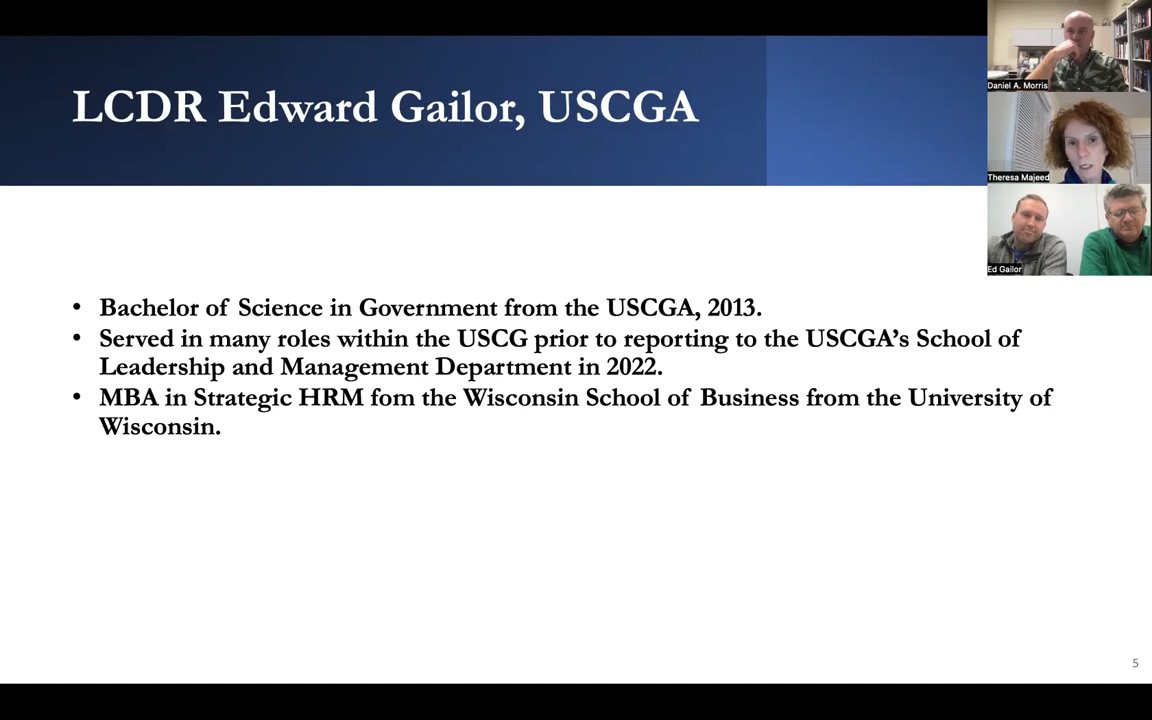 LCDR Edward Gailor, USCGA
Daniel A. Morris
Theresa Majeed
Ed Gailor
• Bachelor of Science in Government from the USCGA, 2013.
• Served in many roles within the USCG prior to reporting to the USCGA’s School of
Leadership and Management Department in 2022.
• MBA in Strategic HRM fom the Wisconsin School of Business from the University of
Wisconsin.
5